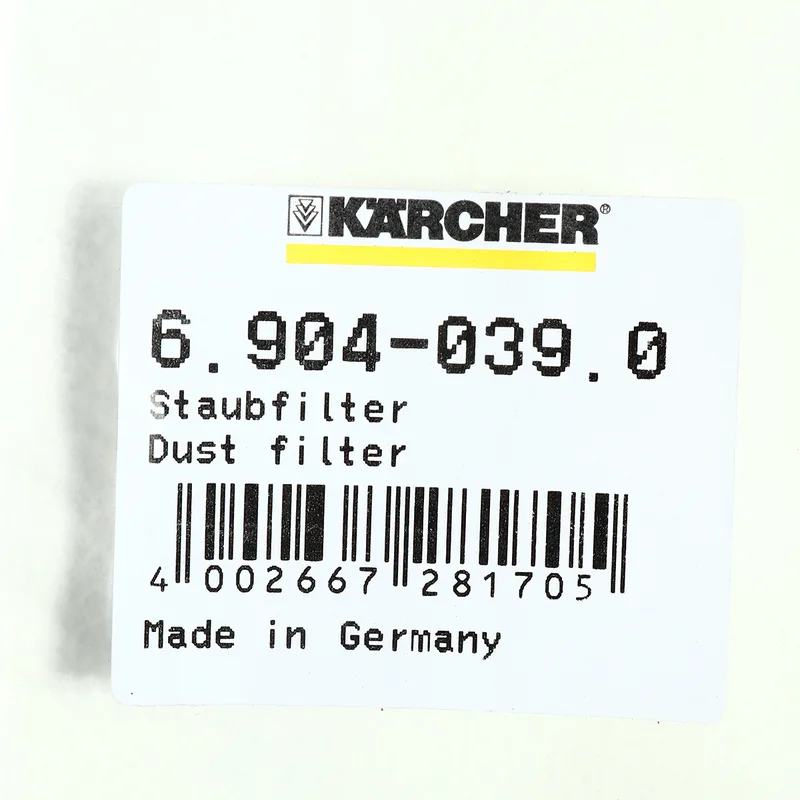 KÄRCHER®
6.904-039.0
Staubfilter
Dust filter
4 002667 281705
Made in Germany